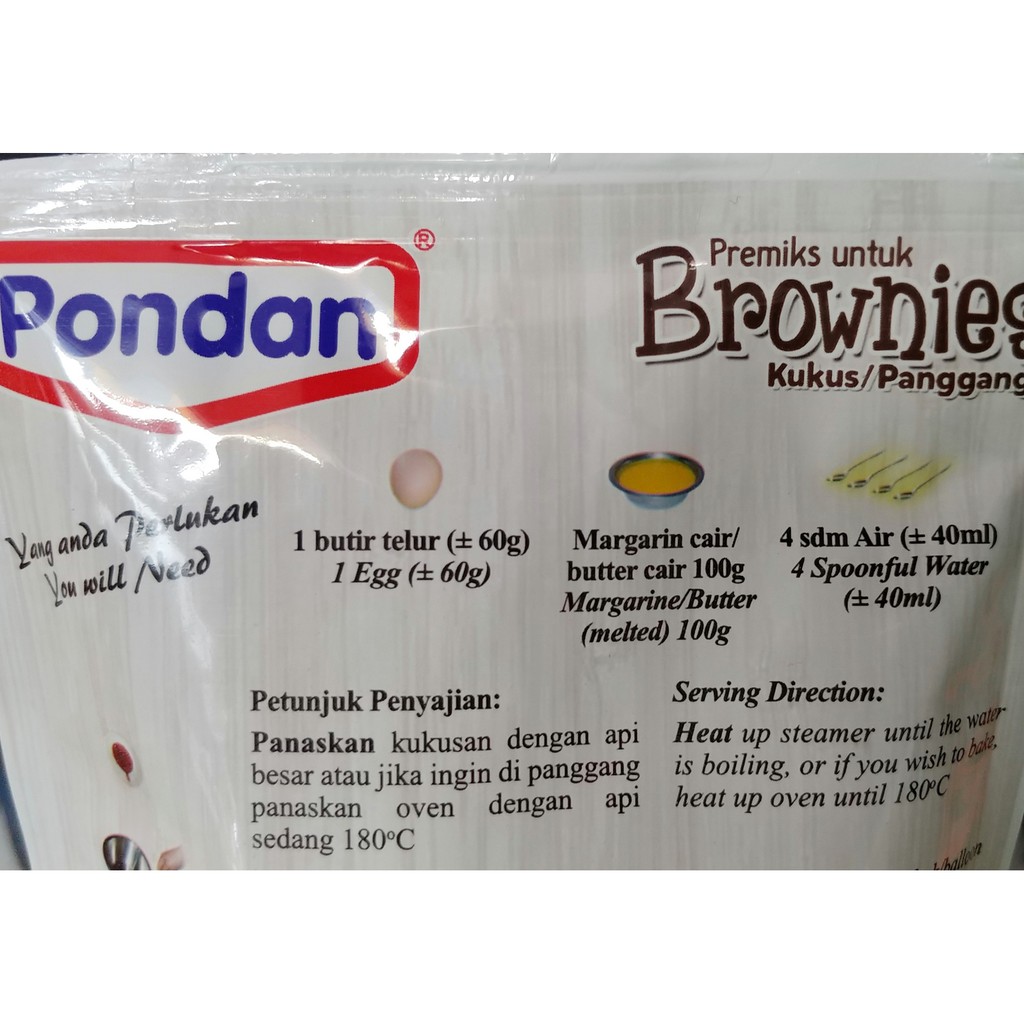 Pondan
®
Premiks untuk
Brownies
Kukus/Panggang
Yang anda Perlukan
You will Need
1 butir telur (± 60g)
1 Egg (± 60g)
Margarin cair/
butter cair 100g
Margarine/Butter
(melted) 100g
4 sdm Air (± 40ml)
4 Spoonful Water
(± 40ml)
Petunjuk Penyajian:
Panaskan kukusan dengan api
besar atau jika ingin di panggang
panaskan oven dengan api
sedang 180°C
Serving Direction:
Heat up steamer until the water
is boiling, or if you wish to bake,
heat up oven until 180°C
/balloon